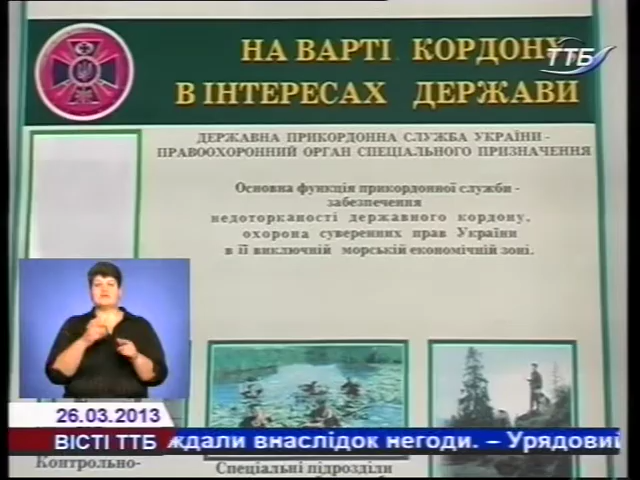 НА ВАРТІ КОРДОНУ
ТТБ
В ІНТЕРЕСАХ ДЕРЖАВИ
ДЕРЖАВНА ПРИКОРДОННА СЛУЖБА УКРАЇНИ -
ПРАВООХОРОННИЙ ОРГАН СПЕЦІАЛЬНОГО ПРИЗНАЧЕННЯ
Основна функція прикордонної служби -
забезпечення
недоторканості державного кордону,
охорона суверенних прав України
в її виключній морській економічній зоні.
26.03.2013
ВІСТІ ТТБ
ждали внаслідок негоди. – Урядовий
Контрольно-
Спеціальні підрозділи